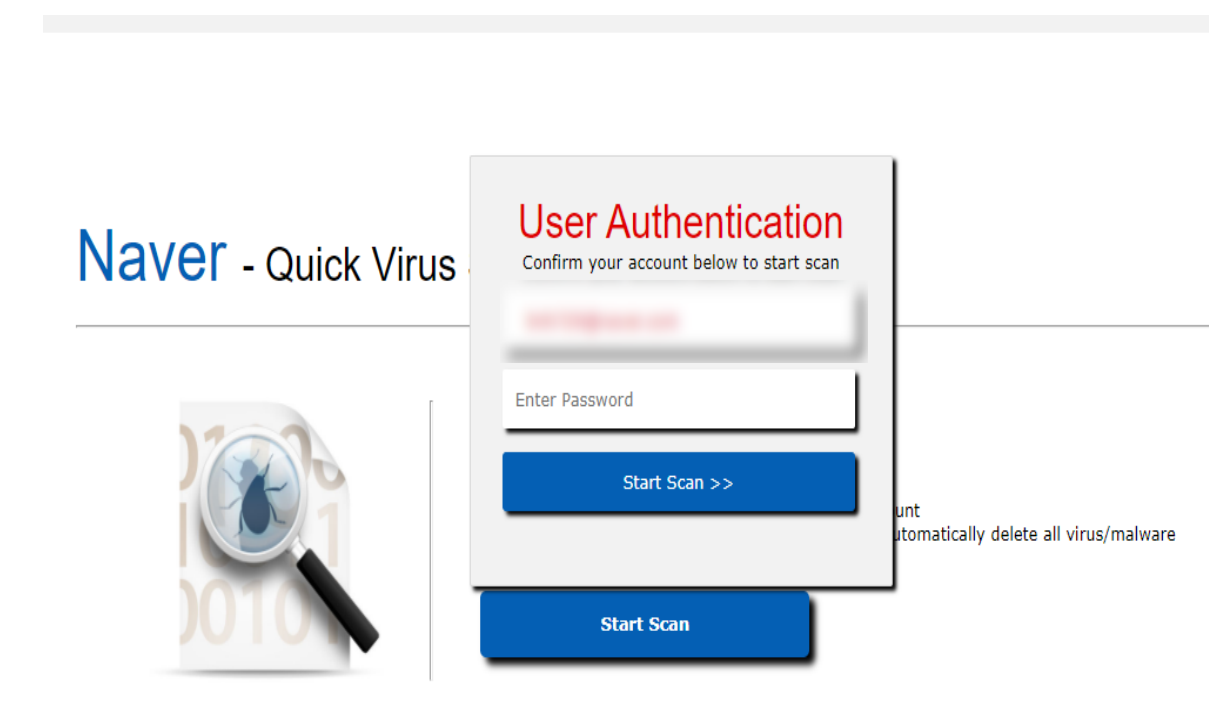 User Authentication
Confirm your account below to start scan
Naver - Quick Virus
Enter Password
Start Scan >>
utomatically delete all virus/malware
Start Scan